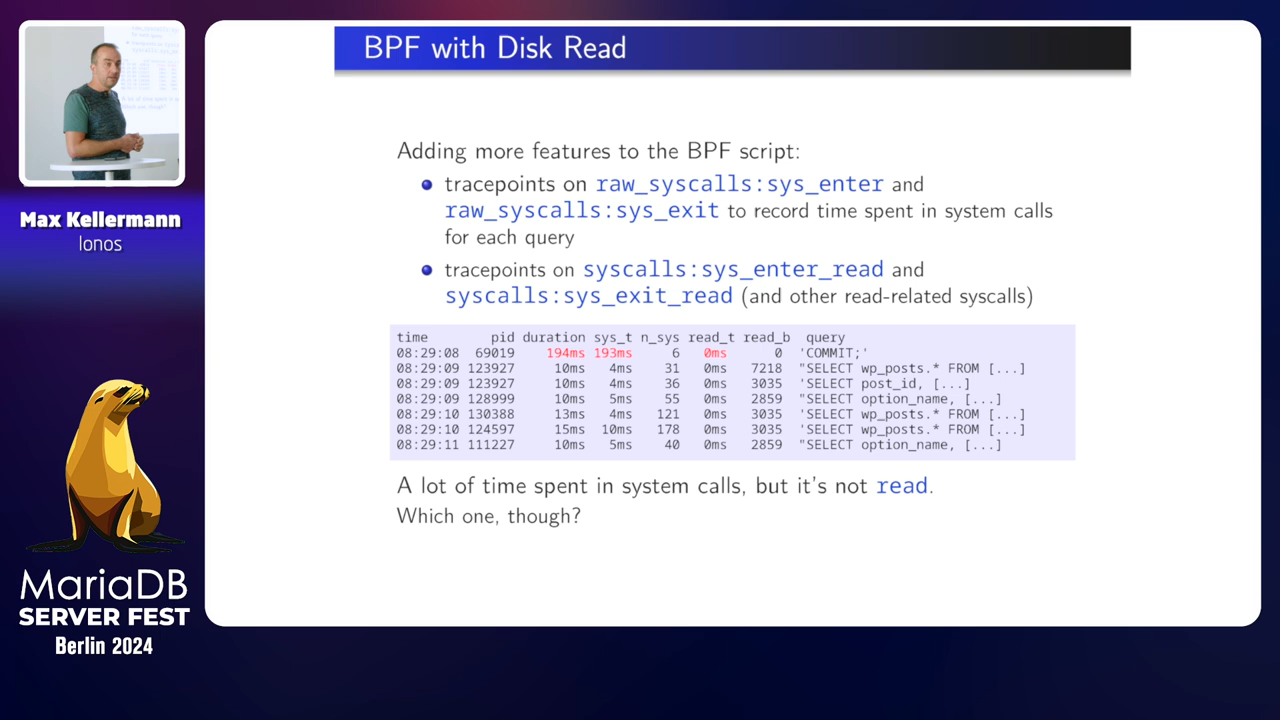 BPF with Disk Read
Adding more features to the BPF script:
tracepoints on raw_syscalls:sys_enter and
raw_syscalls:sys_exit to record time spent in system calls
for each query
tracepoints on syscalls:sys_enter_read and
syscalls:sys_exit_read (and other read-related syscalls)
time pid duration sys_t n_sys read_t read_b query
08:29:08 69019 194ms 193ms 6 0ms 0 'COMMIT;'
08:29:09 123927 10ms 4ms 31 0ms 7218 "SELECT wp_posts.* FROM [...]
08:29:09 123927 10ms 4ms 36 0ms 3035 'SELECT post_id, [...]
08:29:09 128999 10ms 5ms 55 0ms 2859 "SELECT option_name, [...]
08:29:10 130388 13ms 4ms 121 0ms 3035 'SELECT wp_posts.* FROM [...]
08:29:10 124597 15ms 10ms 178 0ms 3035 'SELECT wp_posts.* FROM [...]
08:29:11 111227 10ms 5ms 40 0ms 2859 "SELECT option_name, [...]
A lot of time spent in system calls, but it's not read.
Which one, though?
Max Kellermann
Ionos
MariaDB
SERVER FEST
Berlin 2024